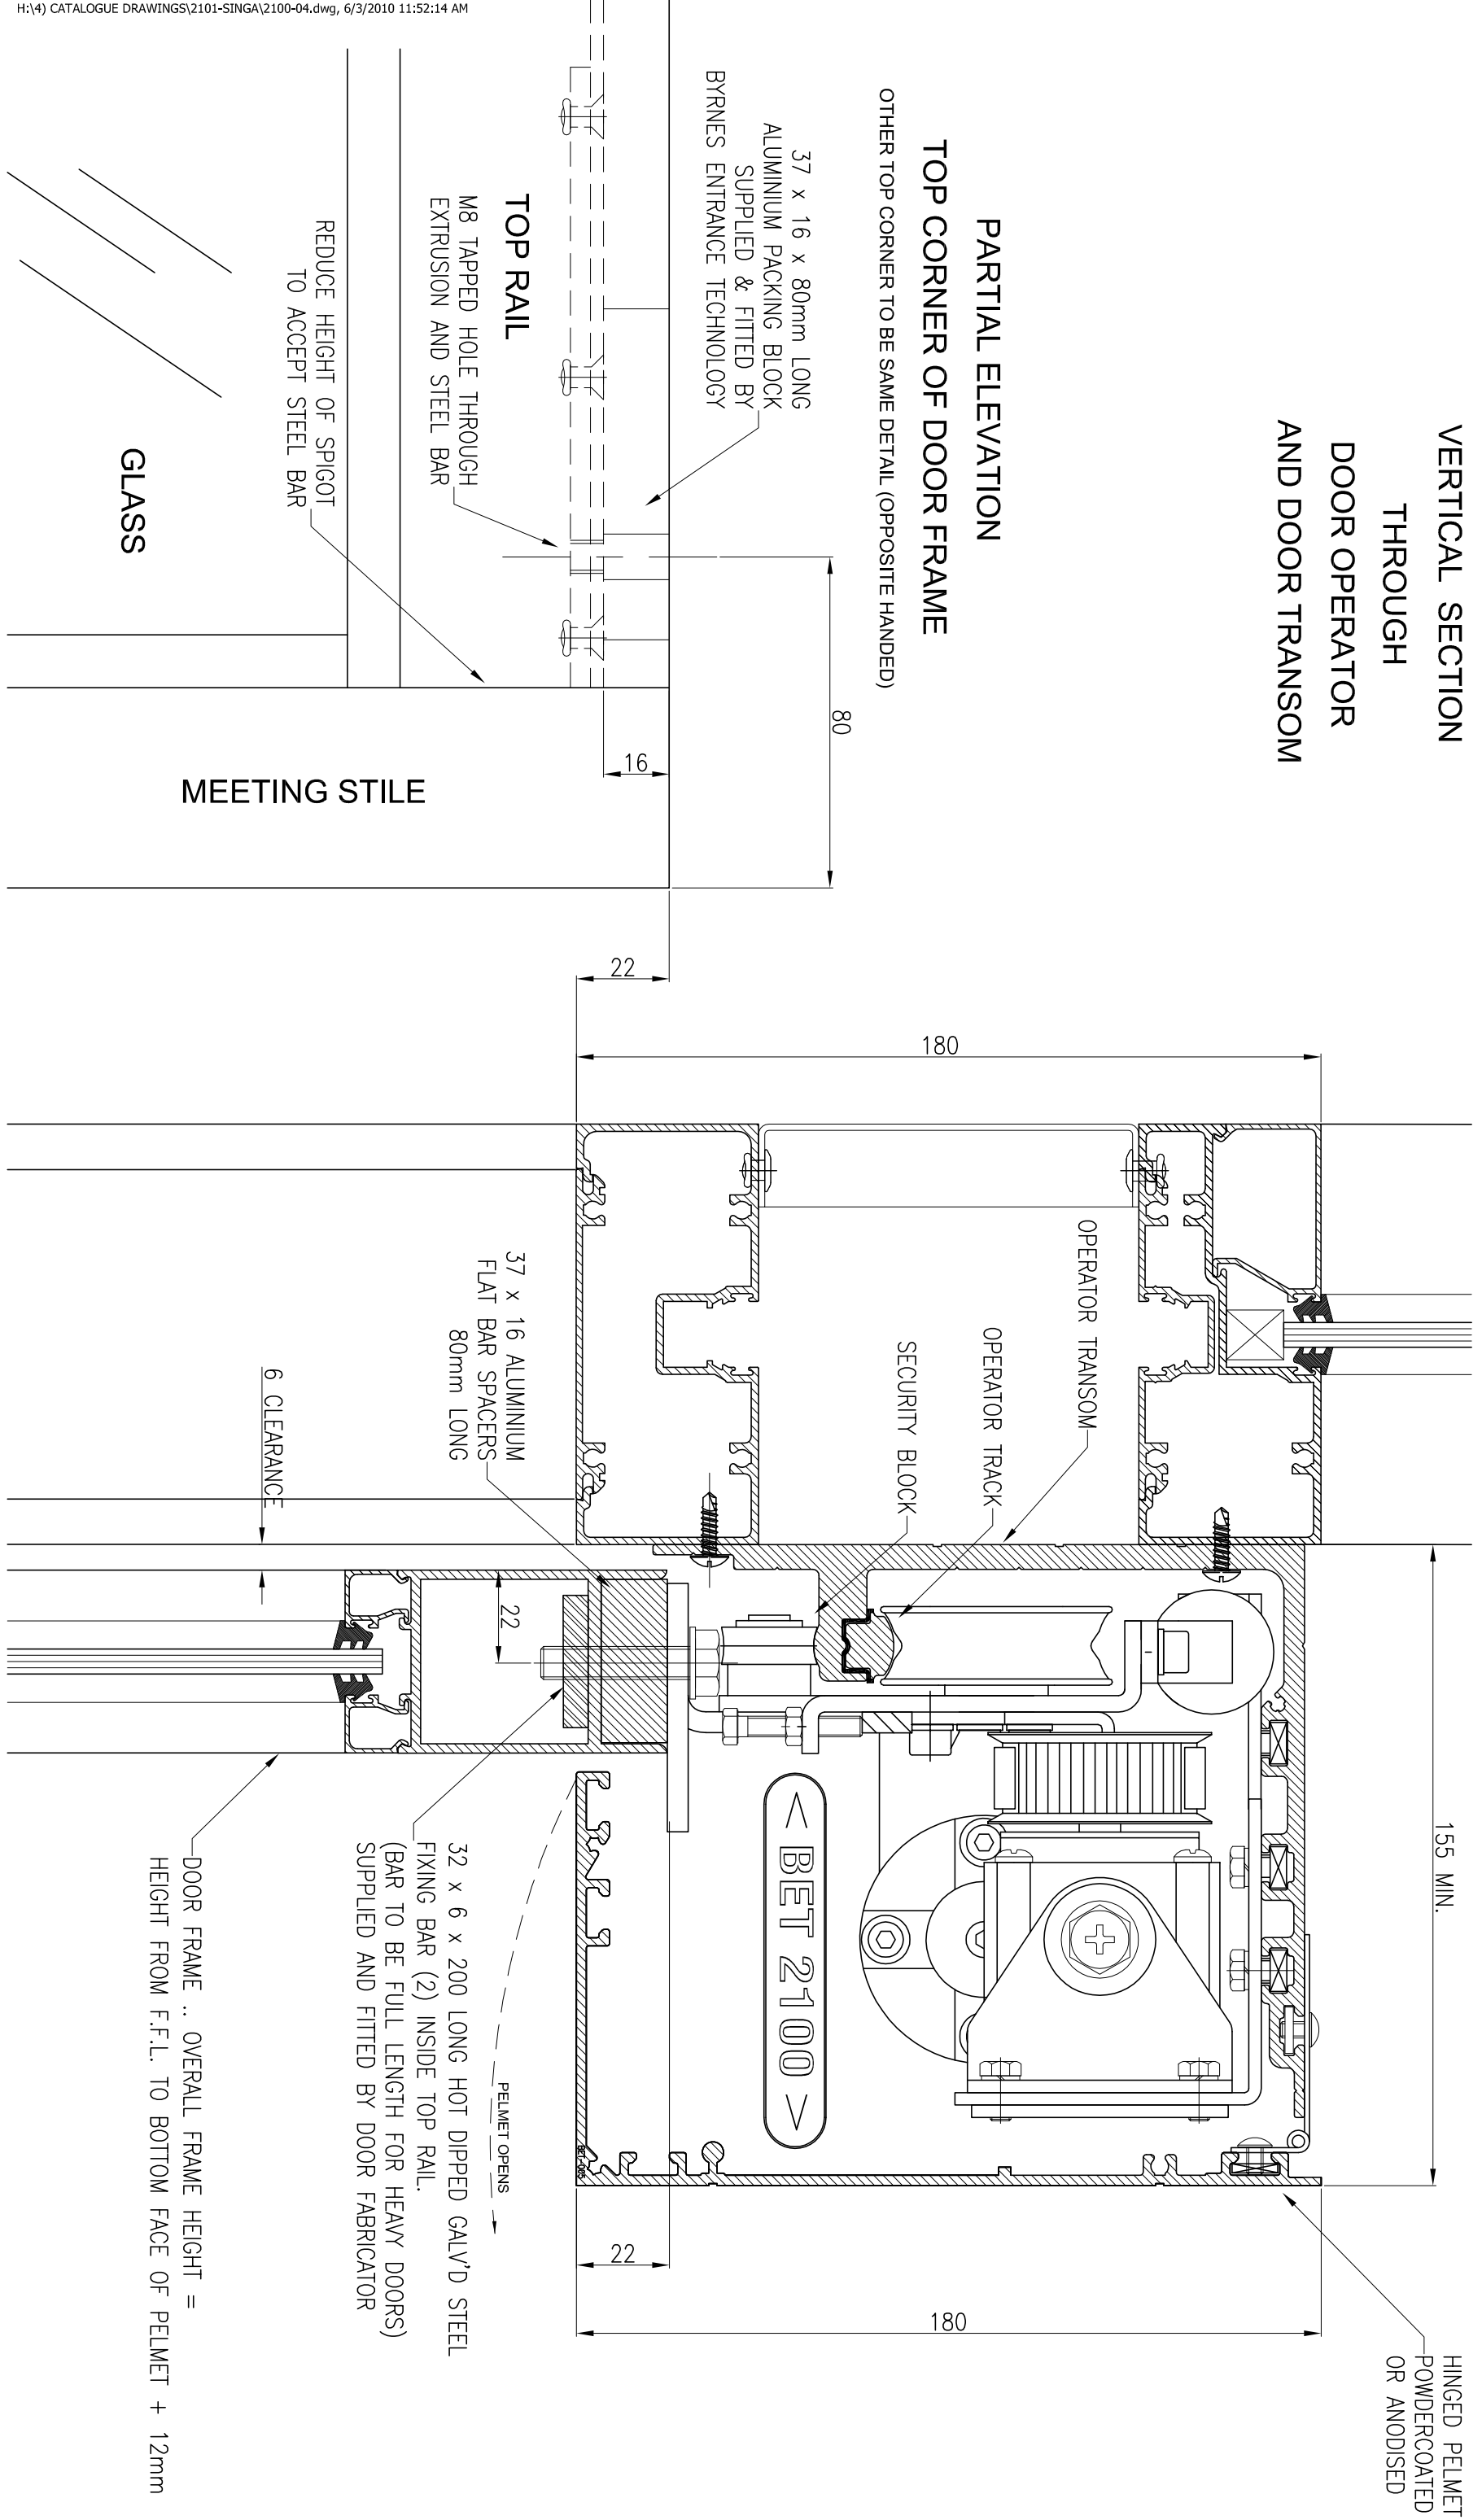 H:\4) CATALOGUE DRAWINGS\2101-SINGA\2100-04.dwg, 6/3/2010 11:52:14 AM
VERTICAL SECTION
THROUGH
DOOR OPERATOR
AND DOOR TRANSOM
PARTIAL ELEVATION
TOP CORNER OF DOOR FRAME
OTHER TOP CORNER TO BE SAME DETAIL (OPPOSITE HANDED)
37 x 16 x 80mm LONG
ALUMINIUM PACKING BLOCK
SUPPLIED & FITTED BY
BYRNES ENTRANCE TECHNOLOGY
TOP RAIL
M8 TAPPED HOLE THROUGH
EXTRUSION AND STEEL BAR
REDUCE HEIGHT OF SPIGOT
TO ACCEPT STEEL BAR
GLASS
MEETING STILE
80
16
22
180
OPERATOR TRANSOM
OPERATOR TRACK
SECURITY BLOCK
37 x 16 ALUMINIUM
FLAT BAR SPACERS
80mm LONG
6 CLEARANCE
22
155 MIN.
< BET 2100 >
BET-005
PELMET OPENS
32 x 6 x 200 LONG HOT DIPPED GALV'D STEEL
FIXING BAR (2) INSIDE TOP RAIL.
(BAR TO BE FULL LENGTH FOR HEAVY DOORS)
SUPPLIED AND FITTED BY DOOR FABRICATOR
DOOR FRAME .. OVERALL FRAME HEIGHT =
HEIGHT FROM F.F.L. TO BOTTOM FACE OF PELMET + 12mm
22
180
HINGED PELMET
POWDERCOATED
OR ANODISED